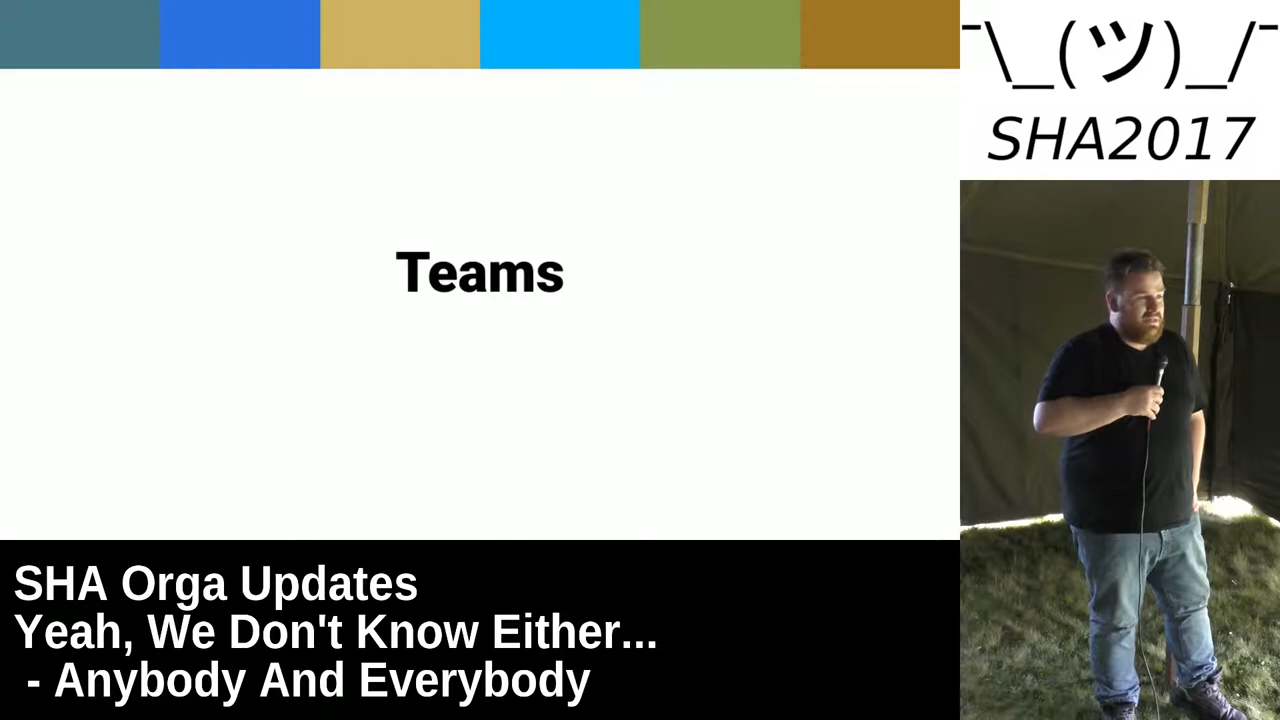 ¯\_(ツ)_/¯
SHA2017
Teams
SHA Orga Updates
Yeah, We Don't Know Either...
- Anybody And Everybody